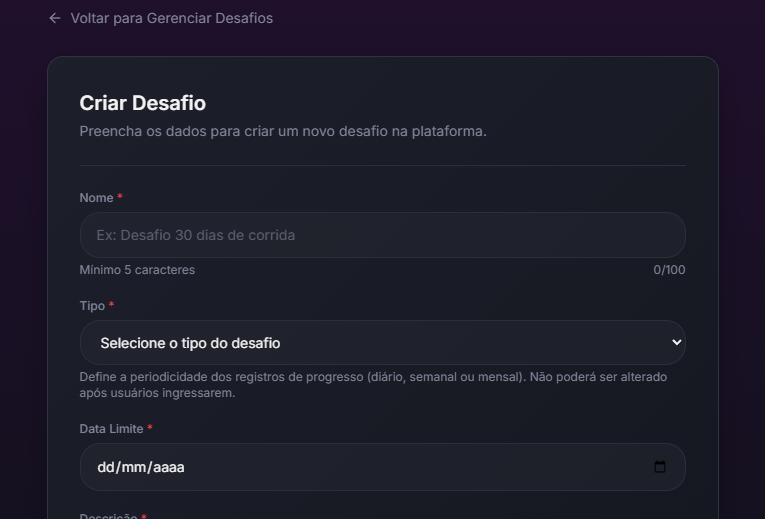 Voltar para Gerenciar Desafios
Criar Desafio
Preencha os dados para criar um novo desafio na plataforma.
Nome *
Ex: Desafio 30 dias de corrida
Mínimo 5 caracteres 0/100
Tipo *
Selecione o tipo do desafio
Define a periodicidade dos registros de progresso (diário, semanal ou mensal). Não poderá ser alterado
após usuários ingressarem.
Data Limite *
dd/mm/aaaa
Descrição *